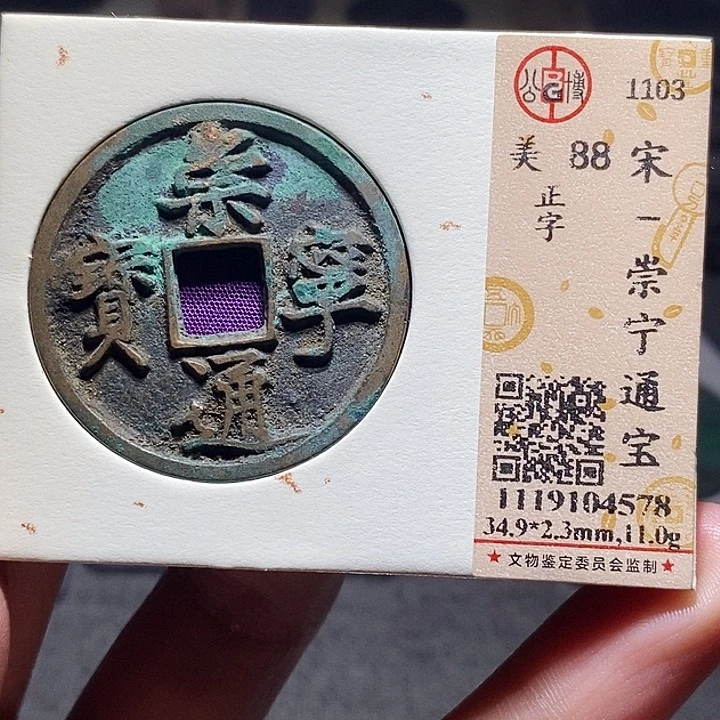 崇寧通寶
公博
G
1103
美 88
正字
宋一崇宁通宝
1119104578
34.9*2.3mm,11.0g
★ 文物鉴定委员会监制 ★